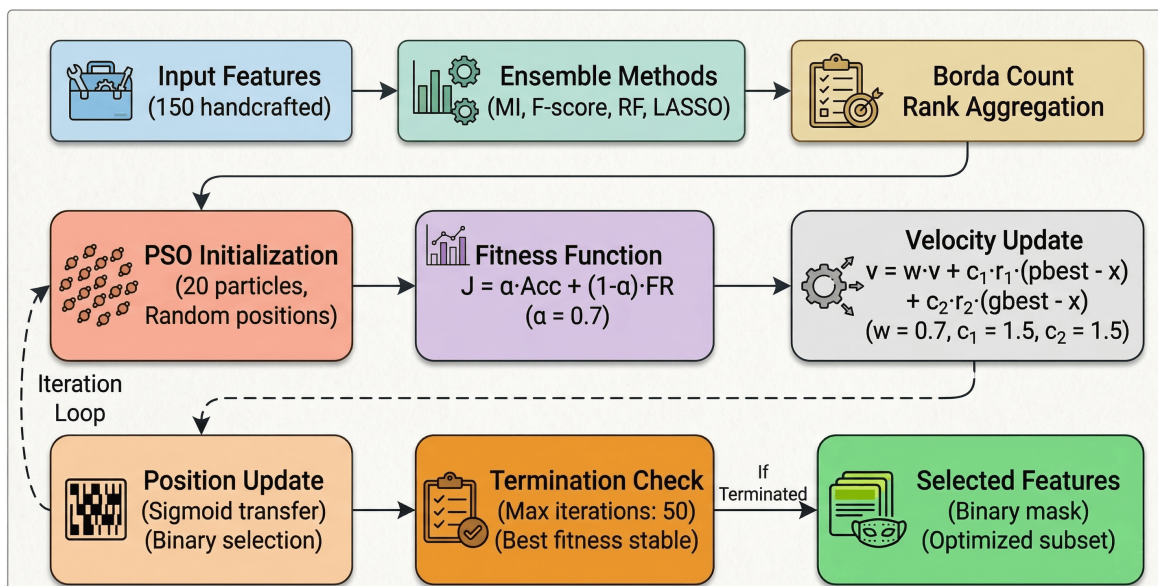 Input Features
(150 handcrafted)
Ensemble Methods
(MI, F-score, RF, LASSO)
Borda Count
Rank Aggregation
PSO Initialization
(20 particles,
Random positions)
Fitness Function
J = α·Acc + (1-α)·FR
(α = 0.7)
Velocity Update
v = w·v + c₁·r₁·(pbest - x)
+ c₂·r₂·(gbest - x)
(w = 0.7, c₁ = 1.5, c₂ = 1.5)
Iteration
Loop
Position Update
(Sigmoid transfer)
(Binary selection)
Termination Check
(Max iterations: 50)
(Best fitness stable)
If
Terminated
Selected Features
(Binary mask)
(Optimized subset)